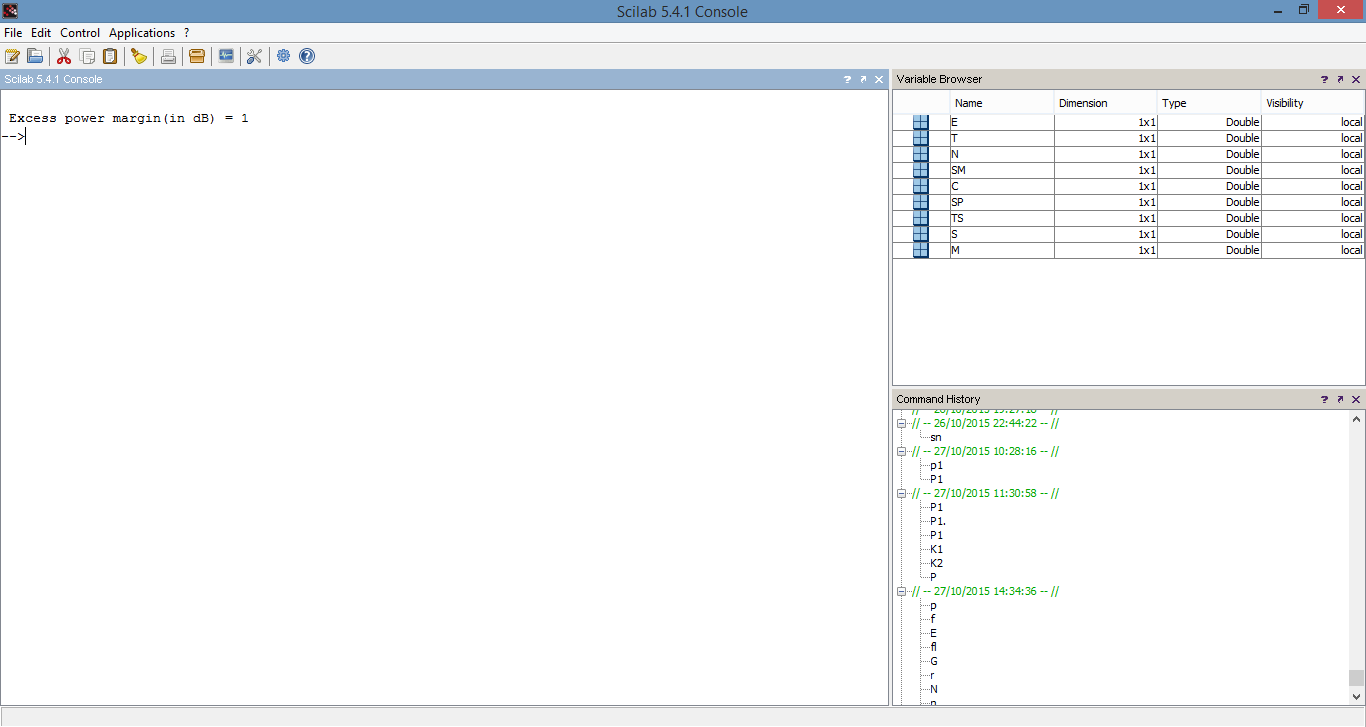 Scilab 5.4.1 Console
File Edit Control Applications ?
Scilab 5.4.1 Console
Excess power margin(in dB) = 1
-->
Variable Browser
Name Dimension Type Visibility
E 1x1 Double local
T 1x1 Double local
N 1x1 Double local
SM 1x1 Double local
C 1x1 Double local
SP 1x1 Double local
TS 1x1 Double local
S 1x1 Double local
M 1x1 Double local
Command History
// -- 26/10/2015 22:44:22 -- //
sn
// -- 27/10/2015 10:28:16 -- //
p1
P1
// -- 27/10/2015 11:30:58 -- //
P1
P1.
P1
K1
K2
P
// -- 27/10/2015 14:34:36 -- //
p
f
E
fl
G
r
N